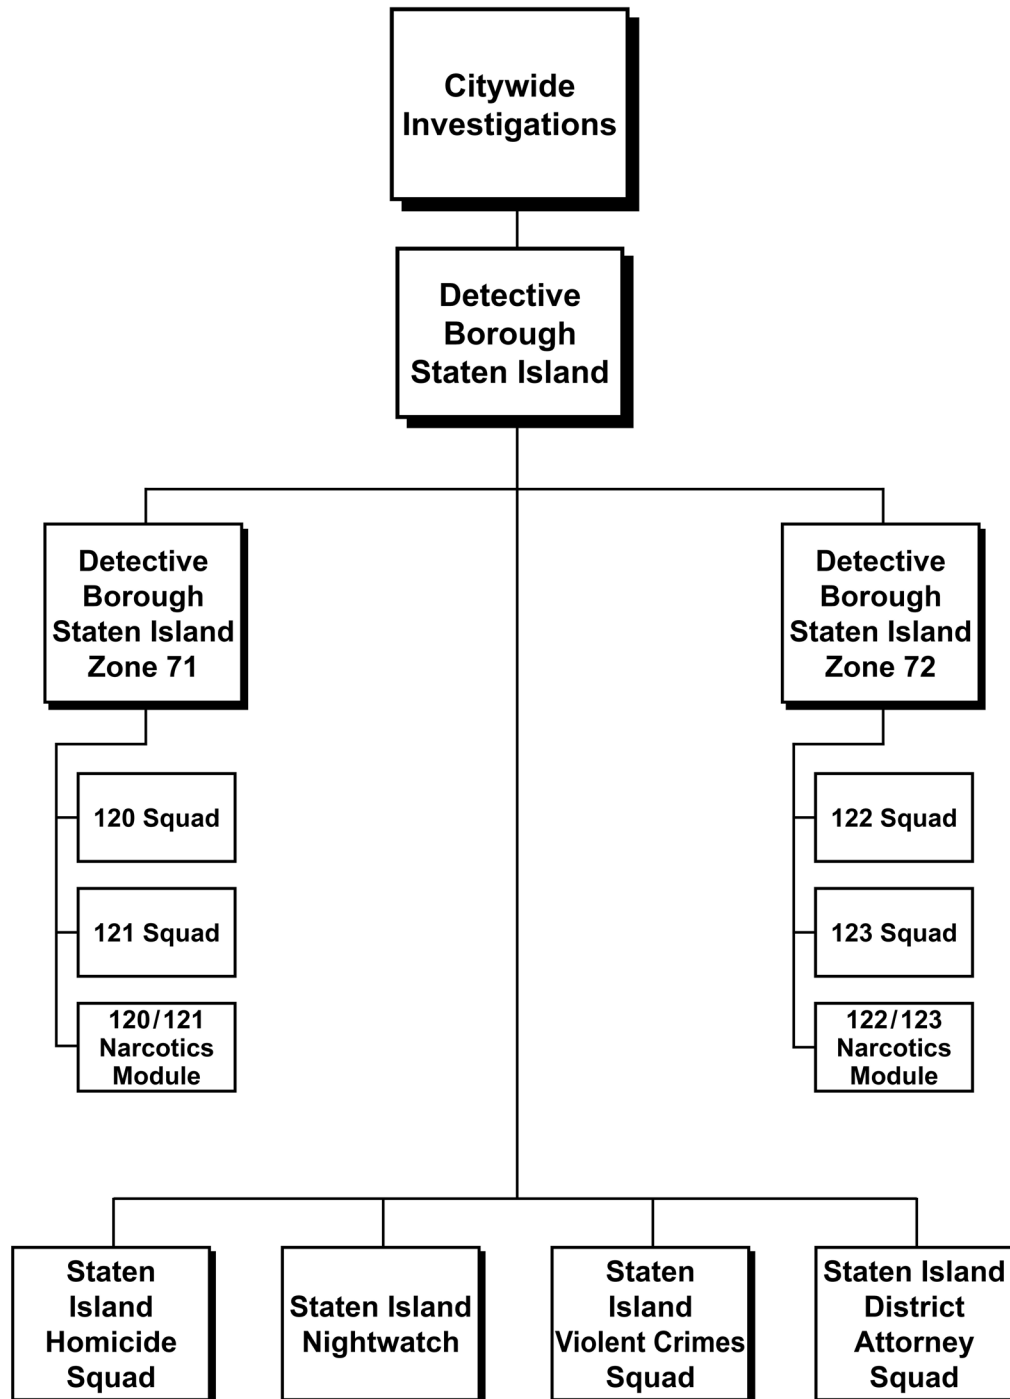 Citywide
Investigations
Detective
Borough
Staten Island
Detective
Borough
Staten Island
Zone 71
120 Squad
121 Squad
120/121
Narcotics
Module
Detective
Borough
Staten Island
Zone 72
122 Squad
123 Squad
122/123
Narcotics
Module
Staten
Island
Homicide
Squad
Staten Island
Nightwatch
Staten
Island
Violent Crimes
Squad
Staten Island
District
Attorney
Squad